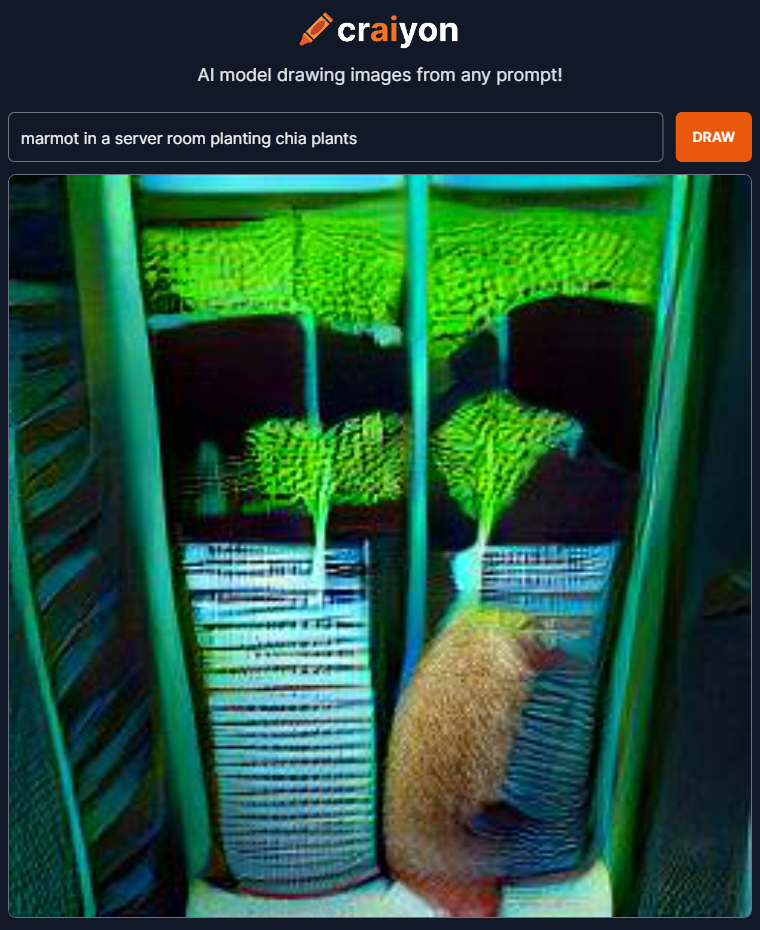 craiyon
AI model drawing images from any prompt!
marmot in a server room planting chia plants
DRAW